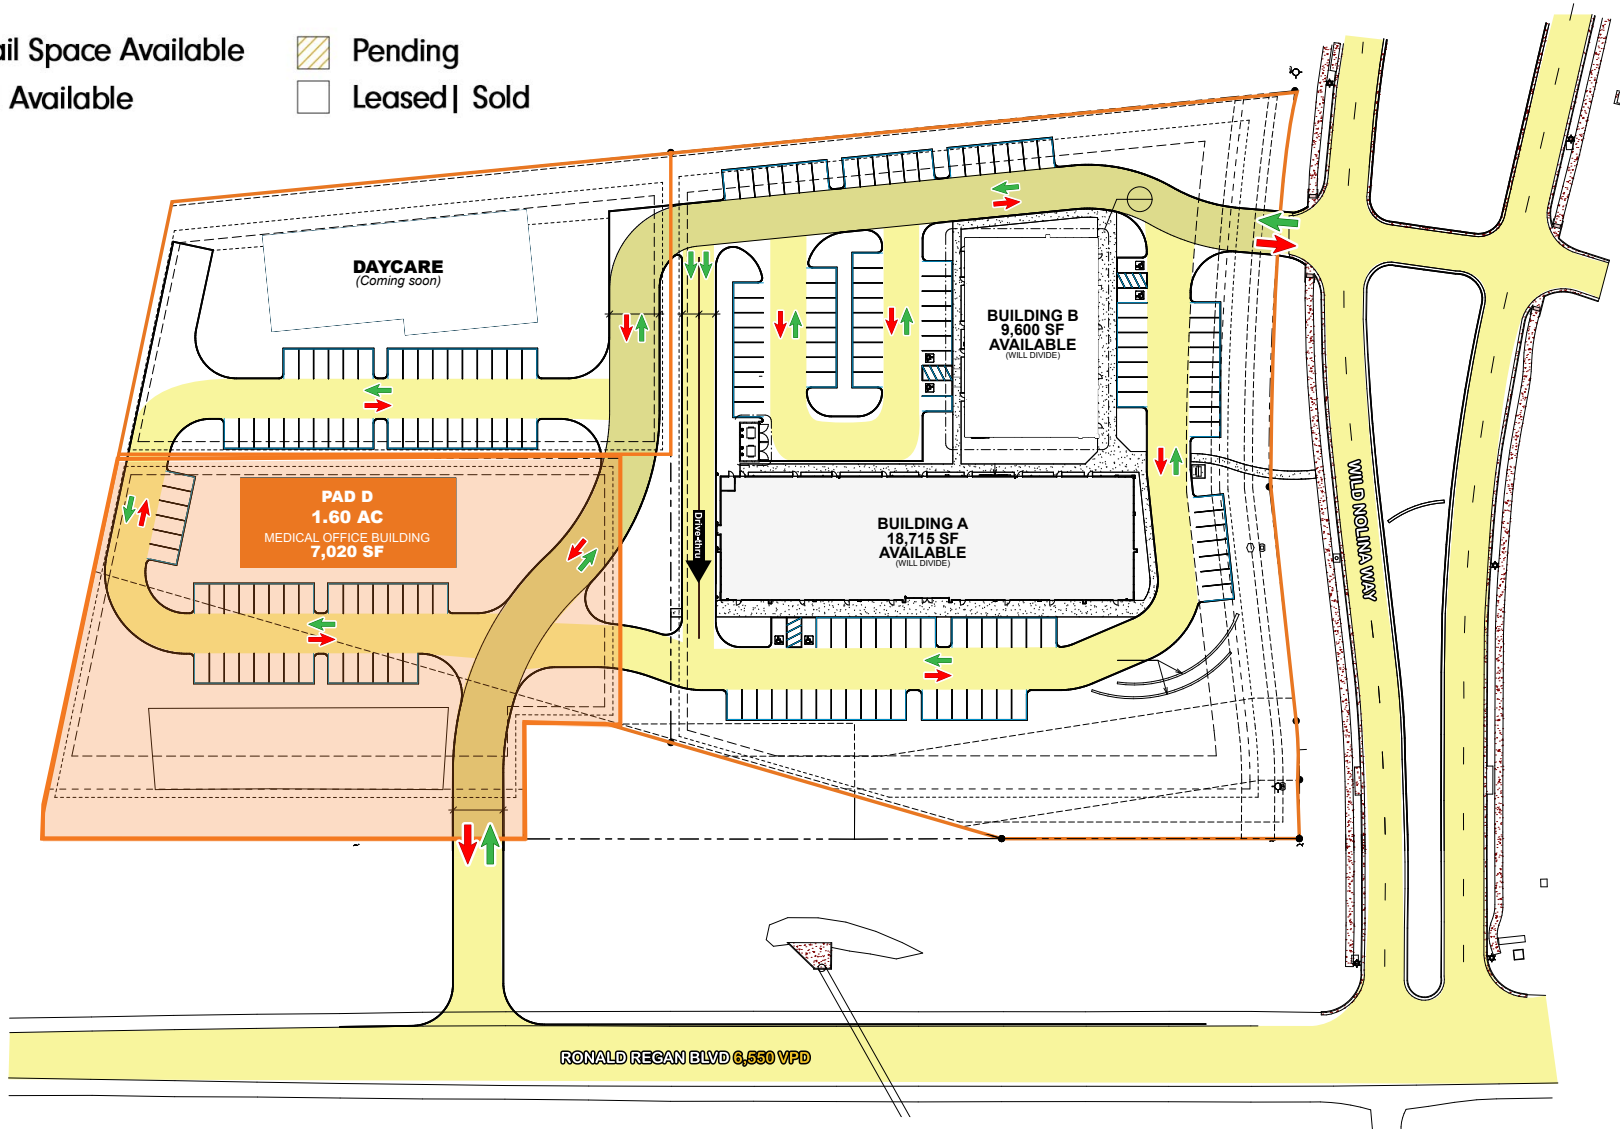 ail Space Available
Pending
Available
Leased| Sold
DAYCARE
(Coming soon)
BUILDING B
9,600 SF
AVAILABLE
(WILL DIVIDE)
PAD D
1.60 AC
MEDICAL OFFICE BUILDING
7,020 SF
Drive-thru
BUILDING A
18,715 SF
AVAILABLE
(WILL DIVIDE)
WILD NOLINA WAY
RONALD REGAN BLVD 6,550 VPD